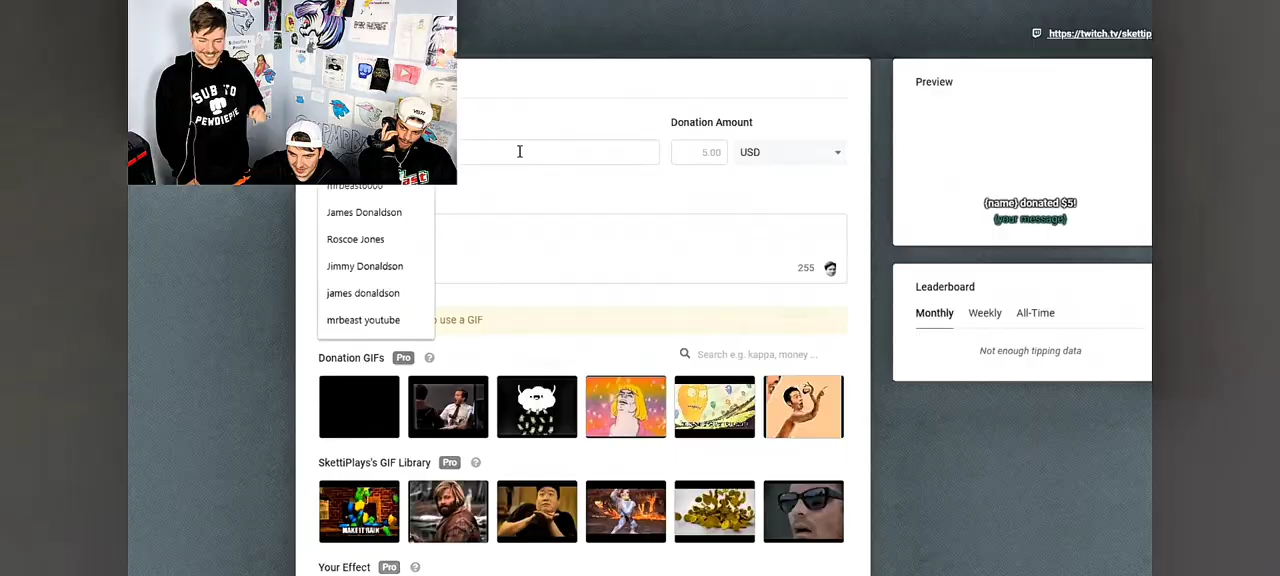 SUB TO
PEWDIEPIE
https://twitch.tv/skettip
Preview
Donation Amount
5.00
USD
mrbeast6000
James Donaldson
{name} donated $5!
{your message}
Roscoe Jones
Jimmy Donaldson
255
Leaderboard
james donaldson
Monthly Weekly All-Time
mrbeast youtube
use a GIF
Not enough tipping data
Donation GIFs Pro ?
Search e.g. kappa, money ...
SkettiPlays's GIF Library Pro ?
MAKE IT RAIN
Your Effect Pro ?